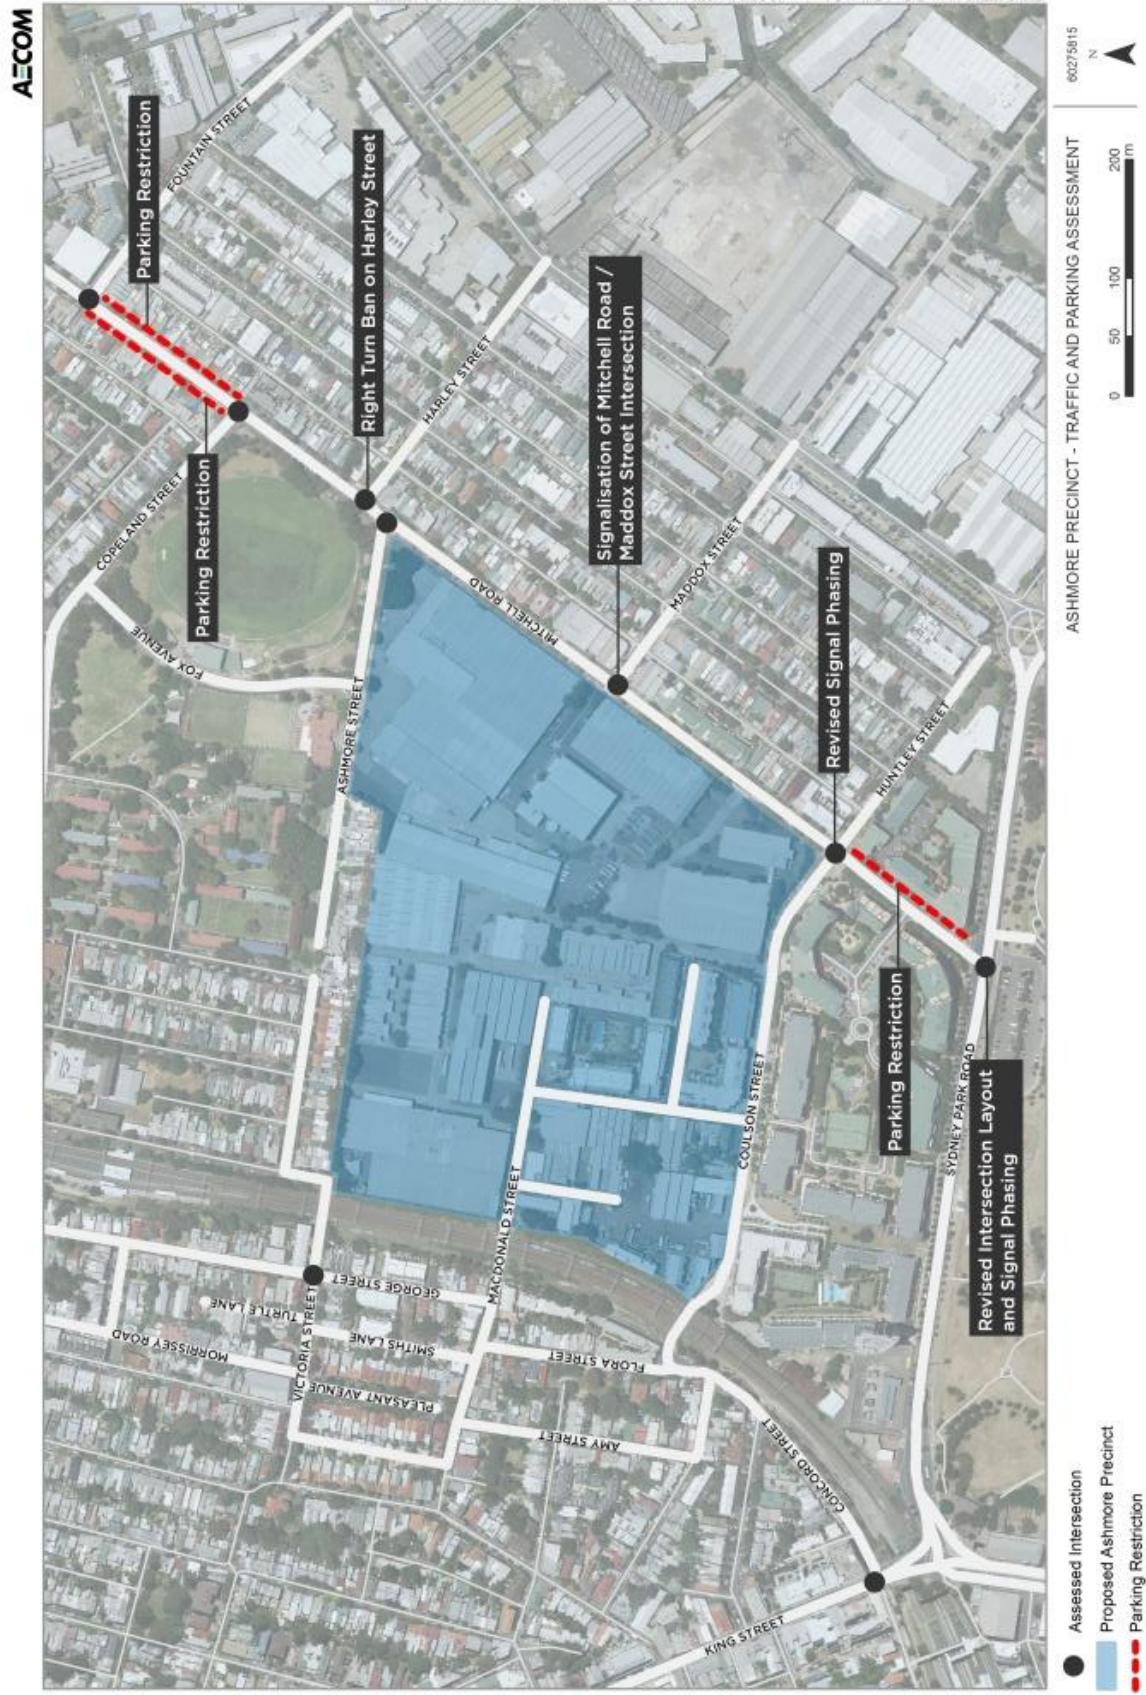 AECOM
FOUNTAIN STREET
Parking Restriction
Right Turn Ban on Harley Street
HARLEY STREET
COPELAND STREET
Parking Restriction
FOX AVENUE
ASHMORE STREET
MITCHELL ROAD
Signalisation of Mitchell Road /
Maddox Street Intersection
MADDOX STREET
Revised Signal Phasing
HUNTLEY STREET
Parking Restriction
COULSON STREET
SYDNEY PARK ROAD
Revised Intersection Layout
and Signal Phasing
MACDONALD STREET
GEORGE STREET
TURTLE LANE
VICTORIA STREET
SMITHS LANE
MORRISSEY ROAD
PLEASANT AVENUE
FLORA STREET
AMY STREET
CONCORD STREET
KING STREET
Assessed Intersection
Proposed Ashmore Precinct
Parking Restriction
ASHMORE PRECINCT - TRAFFIC AND PARKING ASSESSMENT
0 50 100 200
m
60275815
N